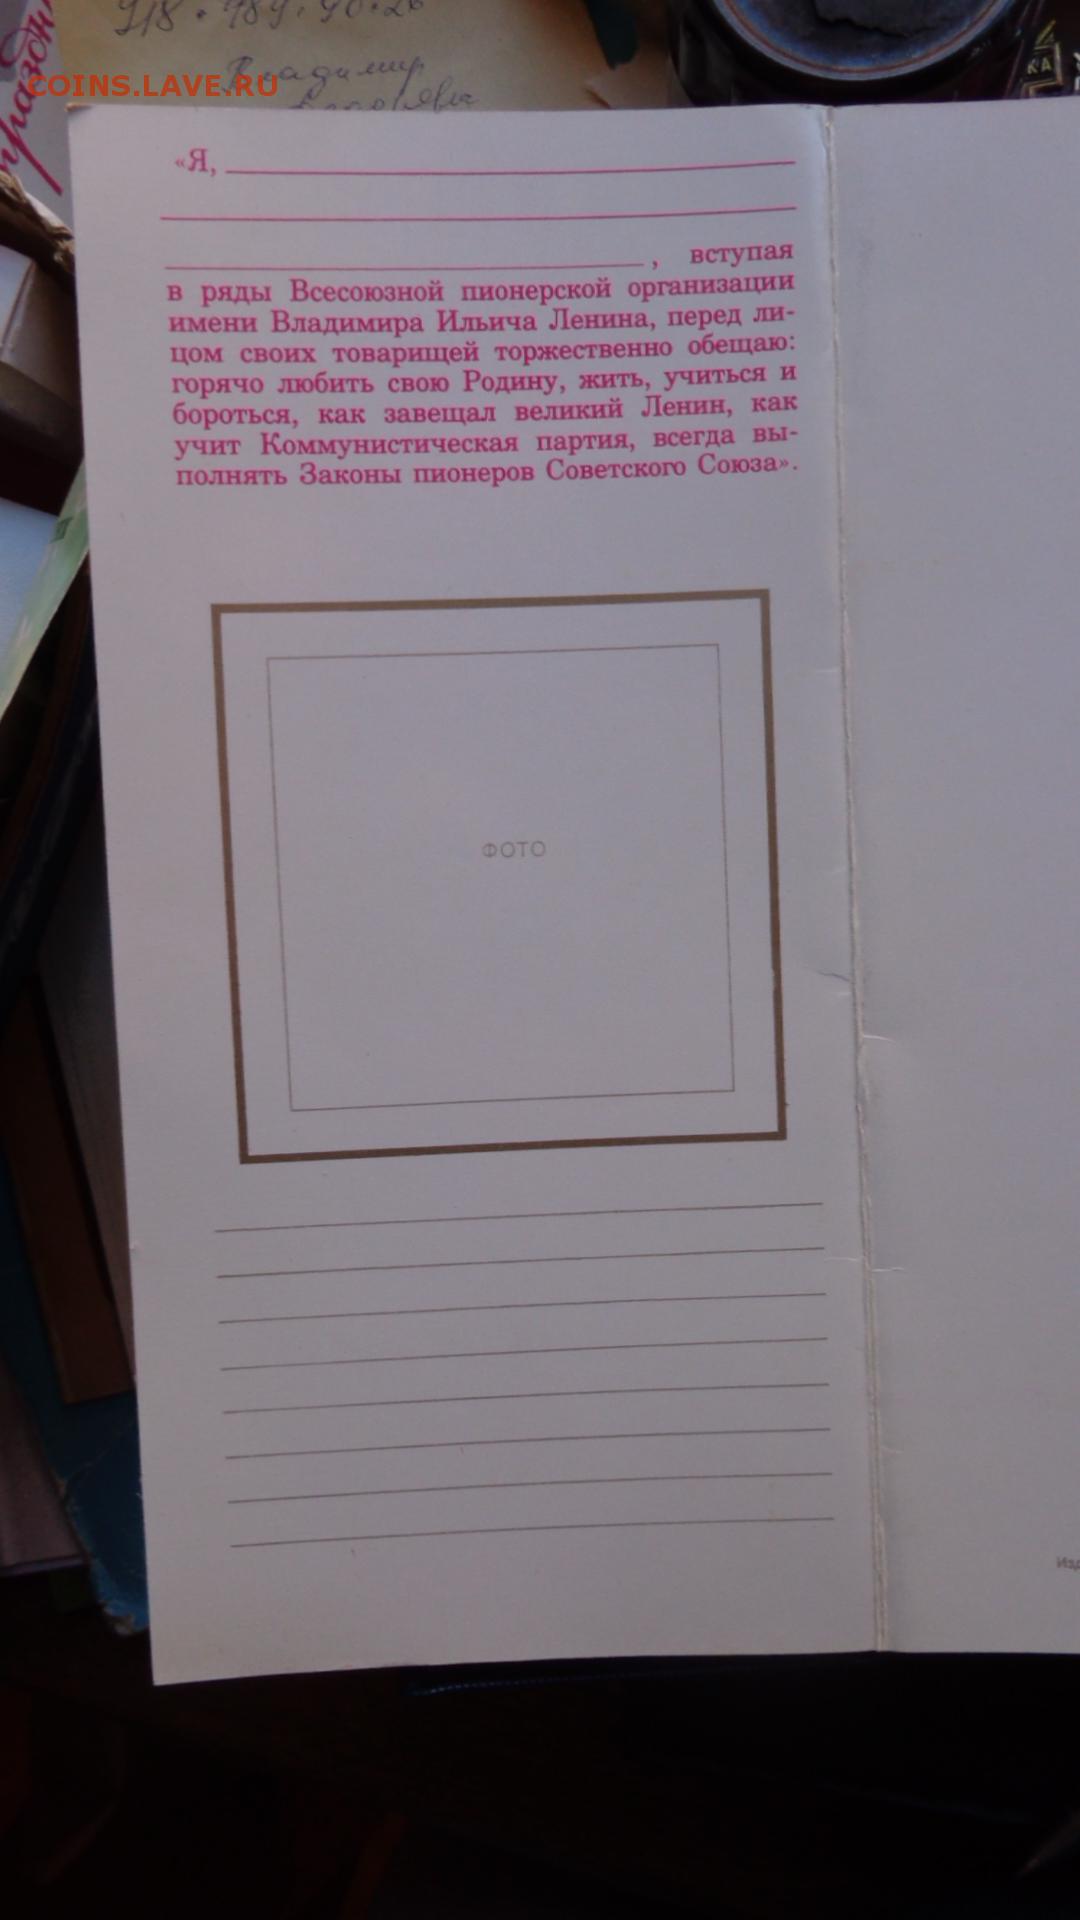 COINS.LAVE.RU
Владимир
«Я,
, вступая
в ряды Всесоюзной пионерской организации
имени Владимира Ильича Ленина, перед ли-
цом своих товарищей торжественно обещаю:
горячо любить свою Родину, жить, учиться и
бороться, как завещал великий Ленин, как
учит Коммунистическая партия, всегда вы-
полнять Законы пионеров Советского Союза».
ФОТО